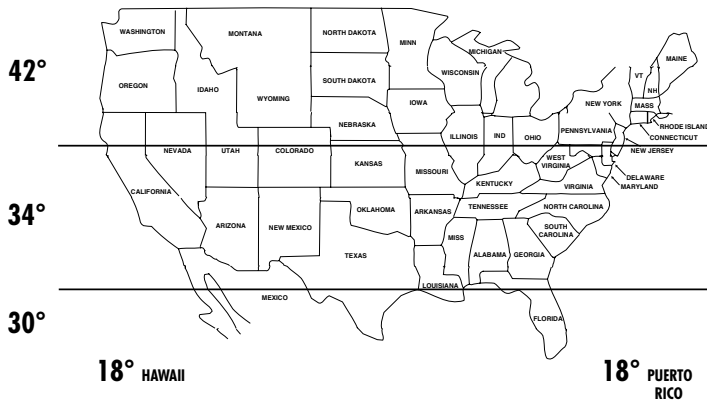 WASHINGTON
MONTANA
NORTH DAKOTA
MINN
MICHIGAN
MAINE
42°
OREGON
IDAHO
WYOMING
SOUTH DAKOTA
WISCONSIN
VT
NH
NEW YORK
MASS
IOWA
NEBRASKA
RHODE ISLAND
CONNECTICUT
ILLINOIS
IND
OHIO
PENNSYLVANIA
NEW JERSEY
NEVADA
UTAH
COLORADO
KANSAS
MISSOURI
WEST
VIRGINIA
DELAWARE
MARYLAND
KENTUCKY
VIRGINIA
CALIFORNIA
34°
ARIZONA
NEW MEXICO
OKLAHOMA
ARKANSAS
TENNESSEE
NORTH CAROLINA
SOUTH
CAROLINA
TEXAS
MISS
ALABAMA
GEORGIA
LOUISIANA
MEXICO
30°
FLORIDA
18° HAWAII
18° PUERTO
RICO